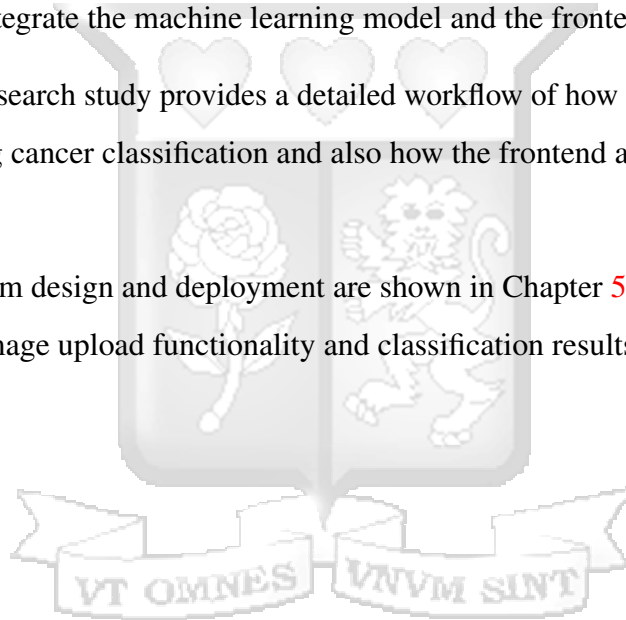 tegrate the machine learning model and the fronte
search study provides a detailed workflow of how
cancer classification and also how the frontend a
m design and deployment are shown in Chapter 5
nage upload functionality and classification results
VT OMNES VNVM SINT